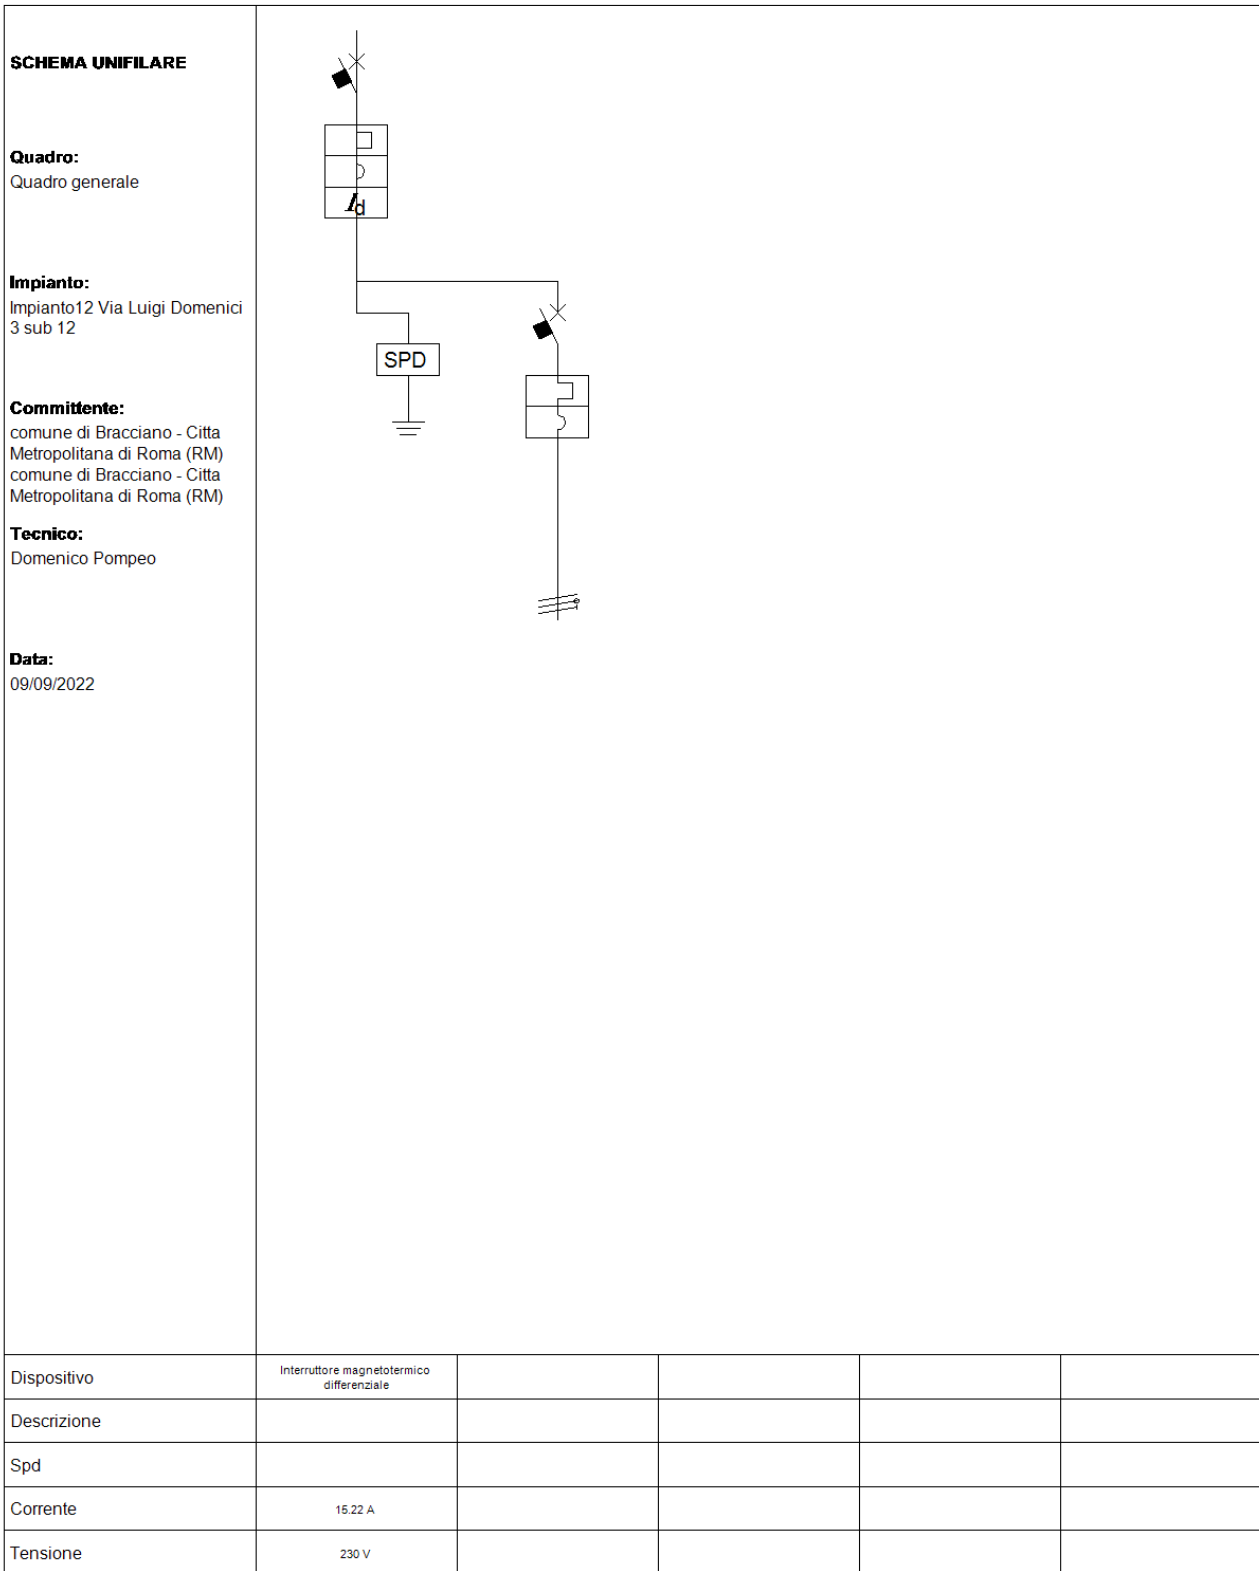 SCHEMA UNIFILARE
Quadro:
Quadro generale
Impianto:
Impianto12 Via Luigi Domenici
3 sub 12
Committente:
comune di Bracciano - Citta
Metropolitana di Roma (RM)
comune di Bracciano - Citta
Metropolitana di Roma (RM)
Tecnico:
Domenico Pompeo
Data:
09/09/2022
Id
SPD
Dispositivo
Interruttore magnetotermico
differenziale
Descrizione
Spd
Corrente
15.22 A
Tensione
230 V